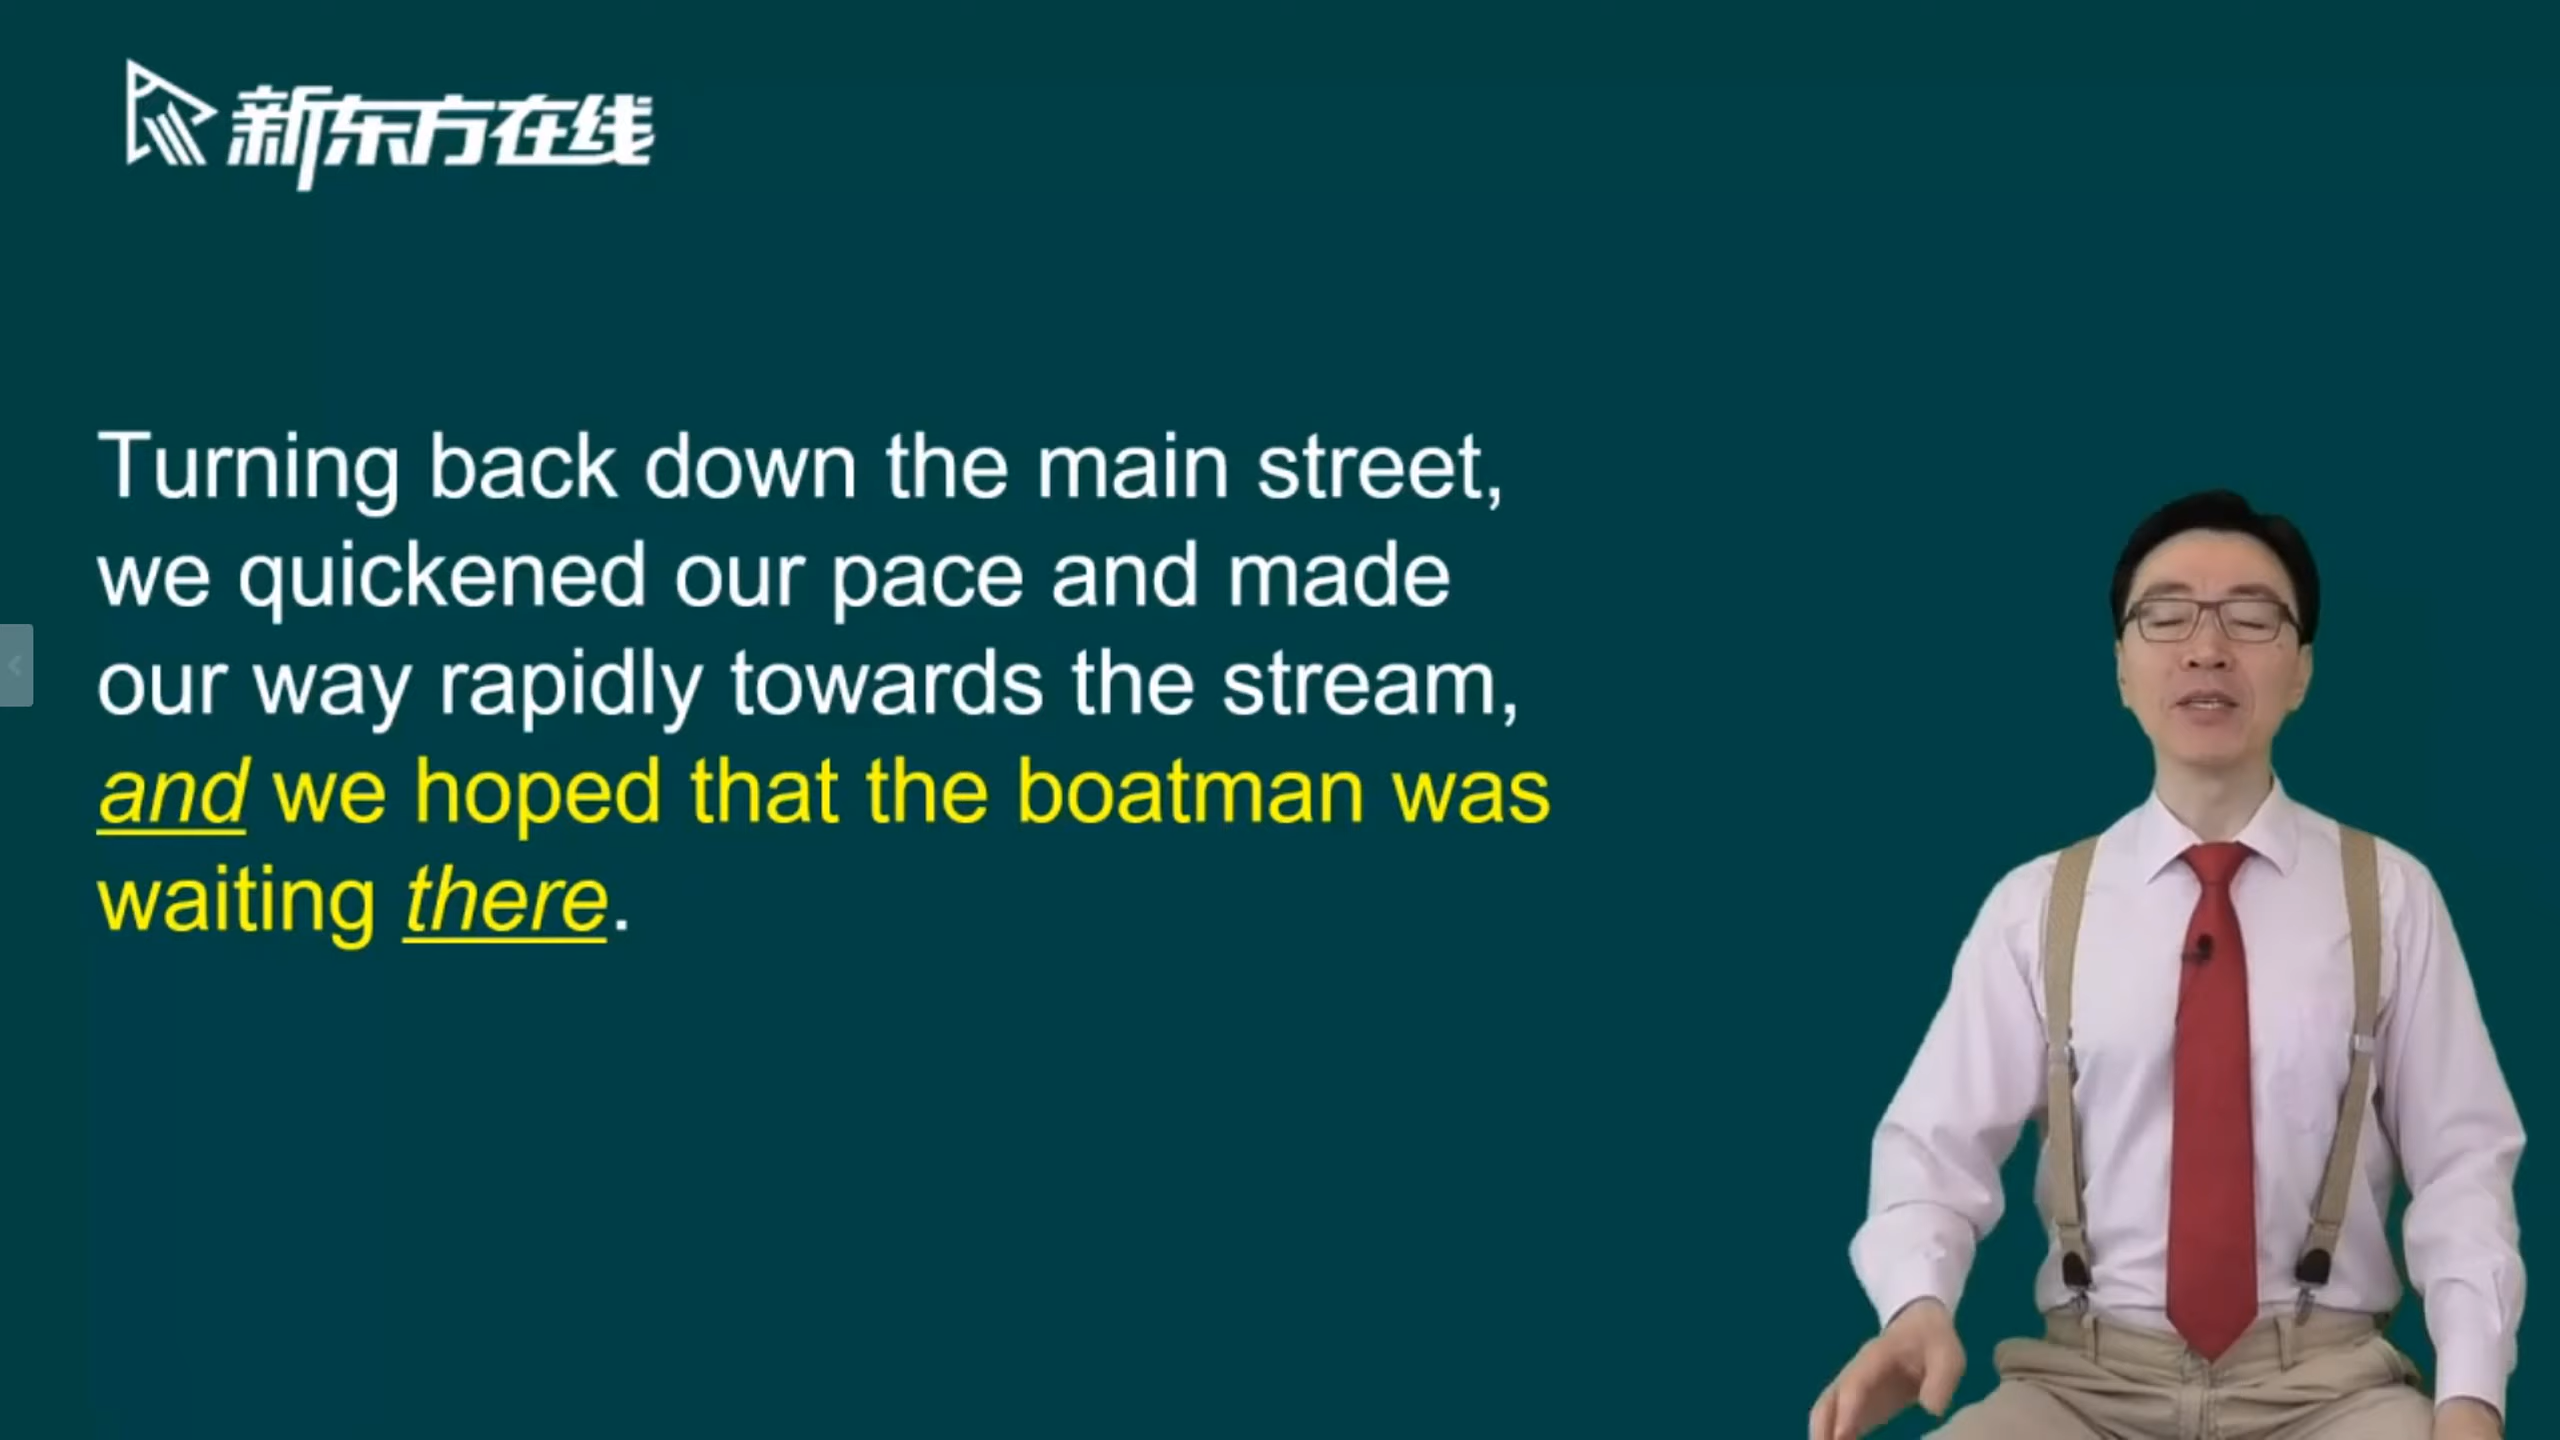 新东方在线
Turning back down the main street,
we quickened our pace and made
our way rapidly towards the stream,
and we hoped that the boatman was
waiting there.